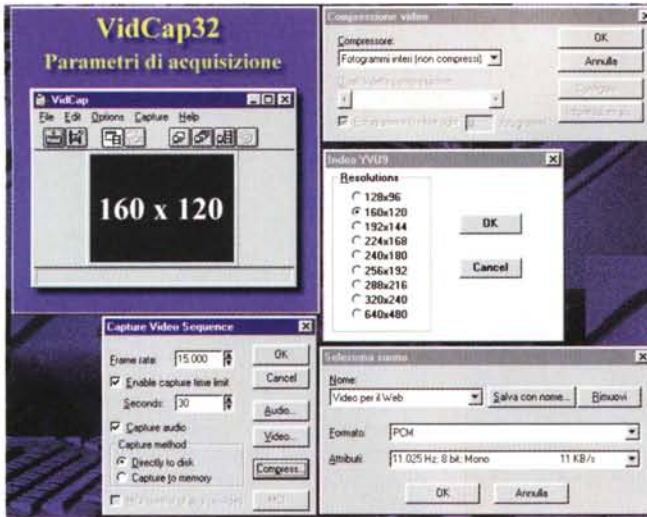 VidCap32
Parametri di acquisizione
VidCap
File Edit Options Capture Help
160 x 120
Compressione video
Compressore:
Fotogrammi interi (non compressi)
OK
Annulla
Indeo YVU9
Resolutions
128x96
160x120
192x144
224x168
240x180
256x192
288x216
320x240
640x480
OK
Cancel
Capture Video Sequence
Frame rate: 15.000
Enable capture time limit
Seconds: 30
Capture audio
Capture method
Directly to disk
Capture to memory
OK
Cancel
Audio...
Video...
Compress...
MCI
Seleziona suono
Nome:
Video per il Web
Salva con nome...
Rimuovi
Formato: PCM
Attributi: 11.025 Hz; 8 bit; Mono 11 KB/s
OK
Annulla